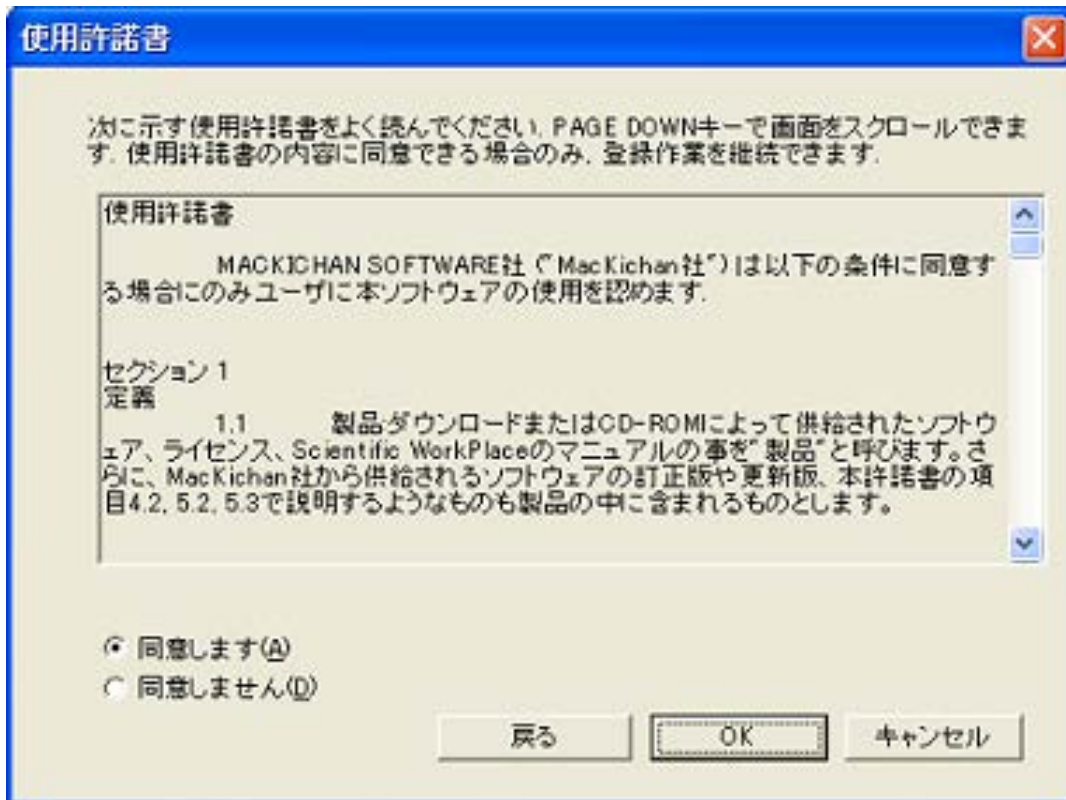 使用許諾書
次に示す使用許諾書をよく読んでください. PAGE DOWNキーで画面をスクロールできま
す. 使用許諾書の内容に同意できる場合のみ, 登録作業を継続できます.
使用許諾書
MACKICHAN SOFTWARE社 ("MacKichan社") は以下の条件に同意す
る場合にのみユーザに本ソフトウェアの使用を認めます.
セクション 1
定義
1.1 製品:ダウンロードまたはCD-ROMによって供給されたソフトウ
ェア、ライセンス、Scientific WorkPlaceのマニュアルの事を"製品"と呼びます。さ
らに、MacKichan社から供給されるソフトウェアの訂正版や更新版、本許諾書の項
目4.2, 5.2, 5.3で説明するようなものも製品の中に含まれるものとします。
同意します(A)
同意しません(D)
戻る OK キャンセル